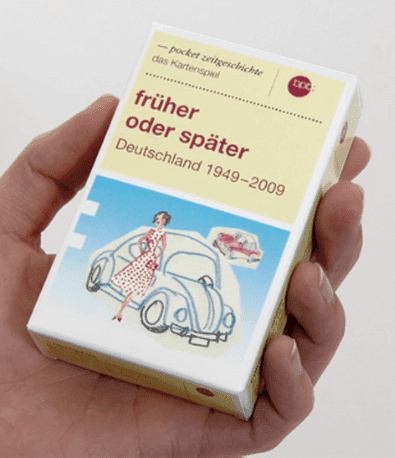 — pocket zeitgeschichte
das Kartenspiel
bpb:
früher
oder später
Deutschland 1949–2009